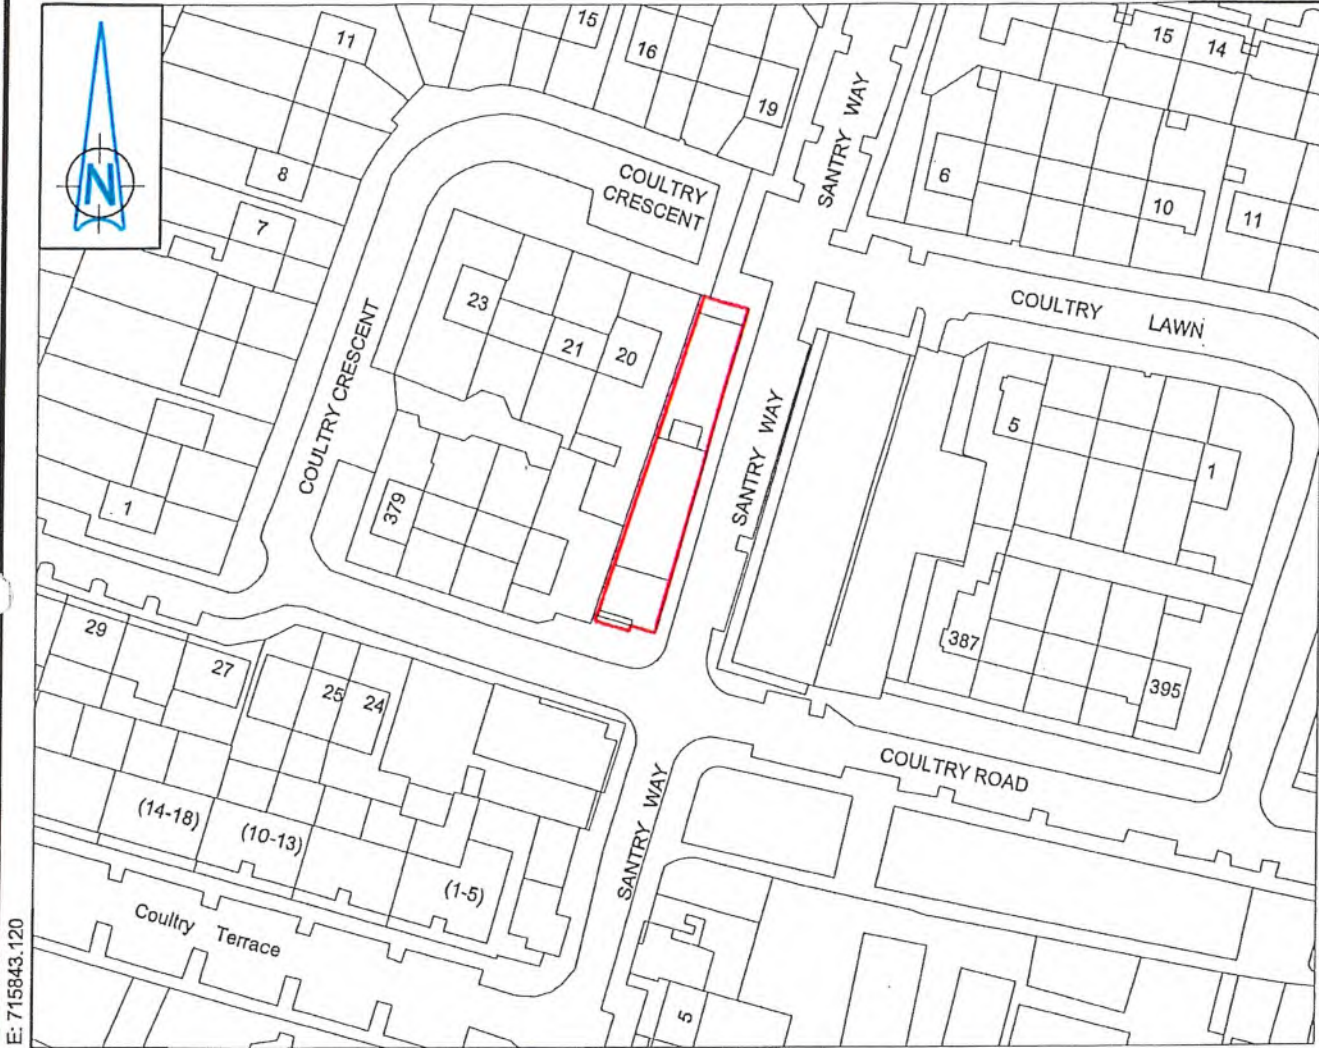 11
15
16
19
SANTRY WAY
15
14
N
8
7
COULTRY
CRESCENT
6
10
11
COULTRY LAWN
23
21
20
COULTRY CRESCENT
SANTRY WAY
5
1
1
379
387
395
29
27
25
24
COULTRY ROAD
SANTRY WAY
(14-18)
(10-13)
(1-5)
Coultry Terrace
5
E: 715843.120